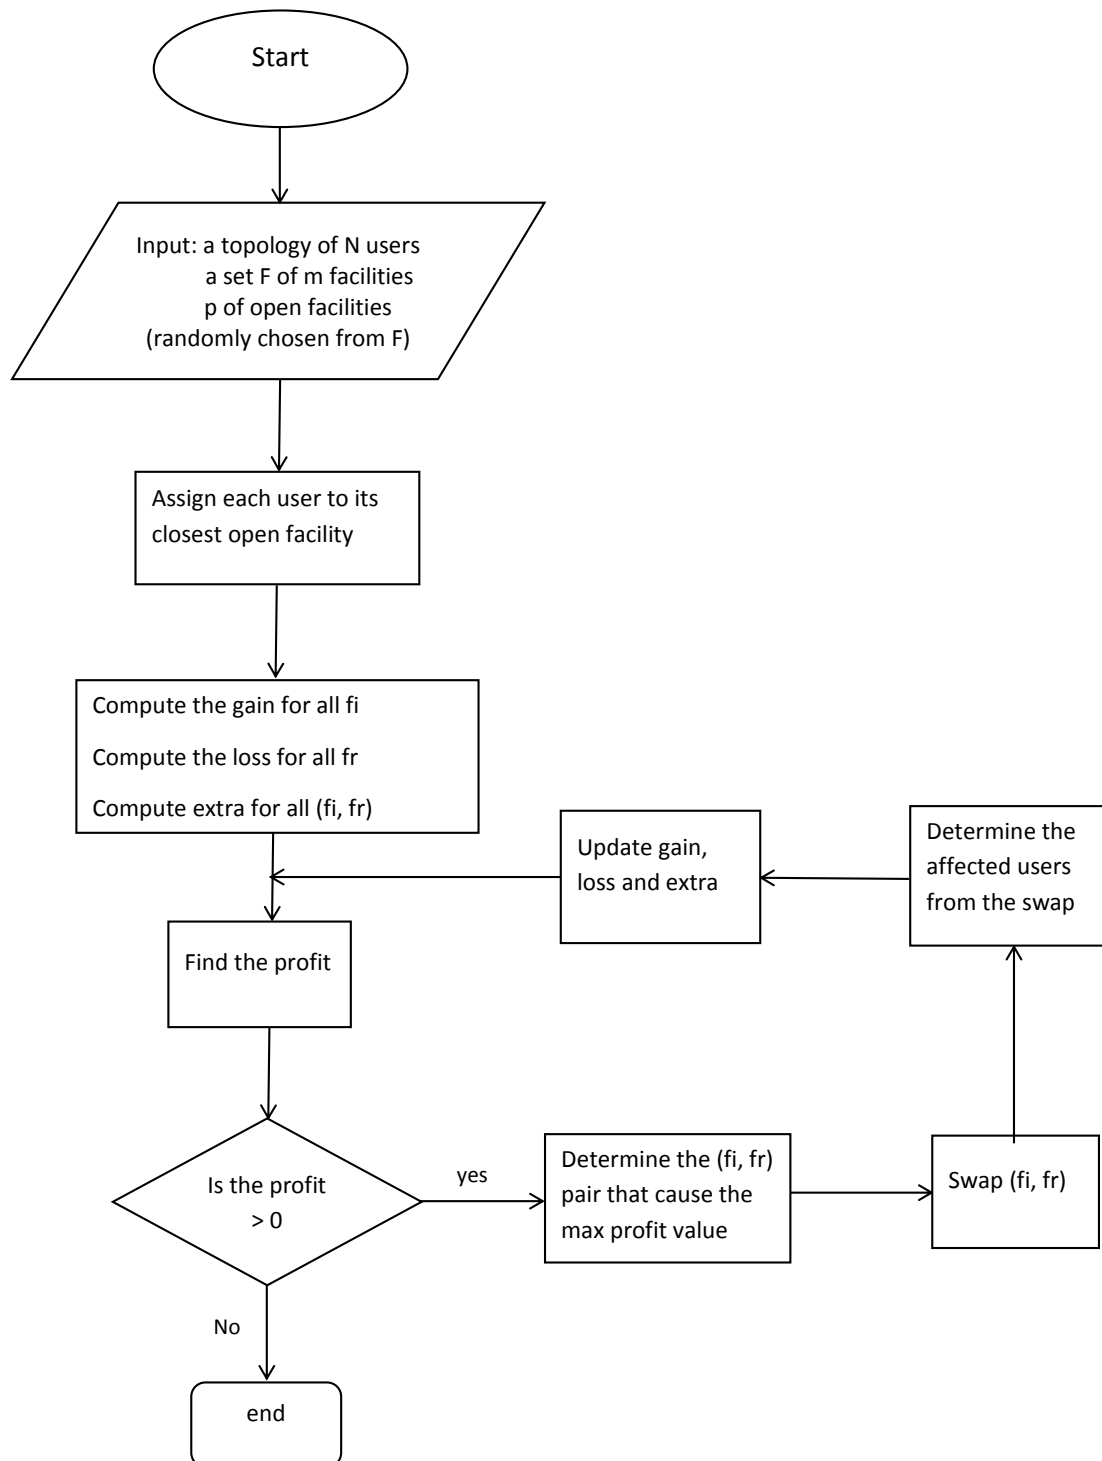 Start
Input: a topology of N users
a set F of m facilities
p of open facilities
(randomly chosen from F)
Assign each user to its
closest open facility
Compute the gain for all fi
Compute the loss for all fr
Compute extra for all (fi, fr)
Update gain,
loss and extra
Determine the
affected users
from the swap
Find the profit
Is the profit
> 0
yes
Determine the (fi, fr)
pair that cause the
max profit value
Swap (fi, fr)
No
end